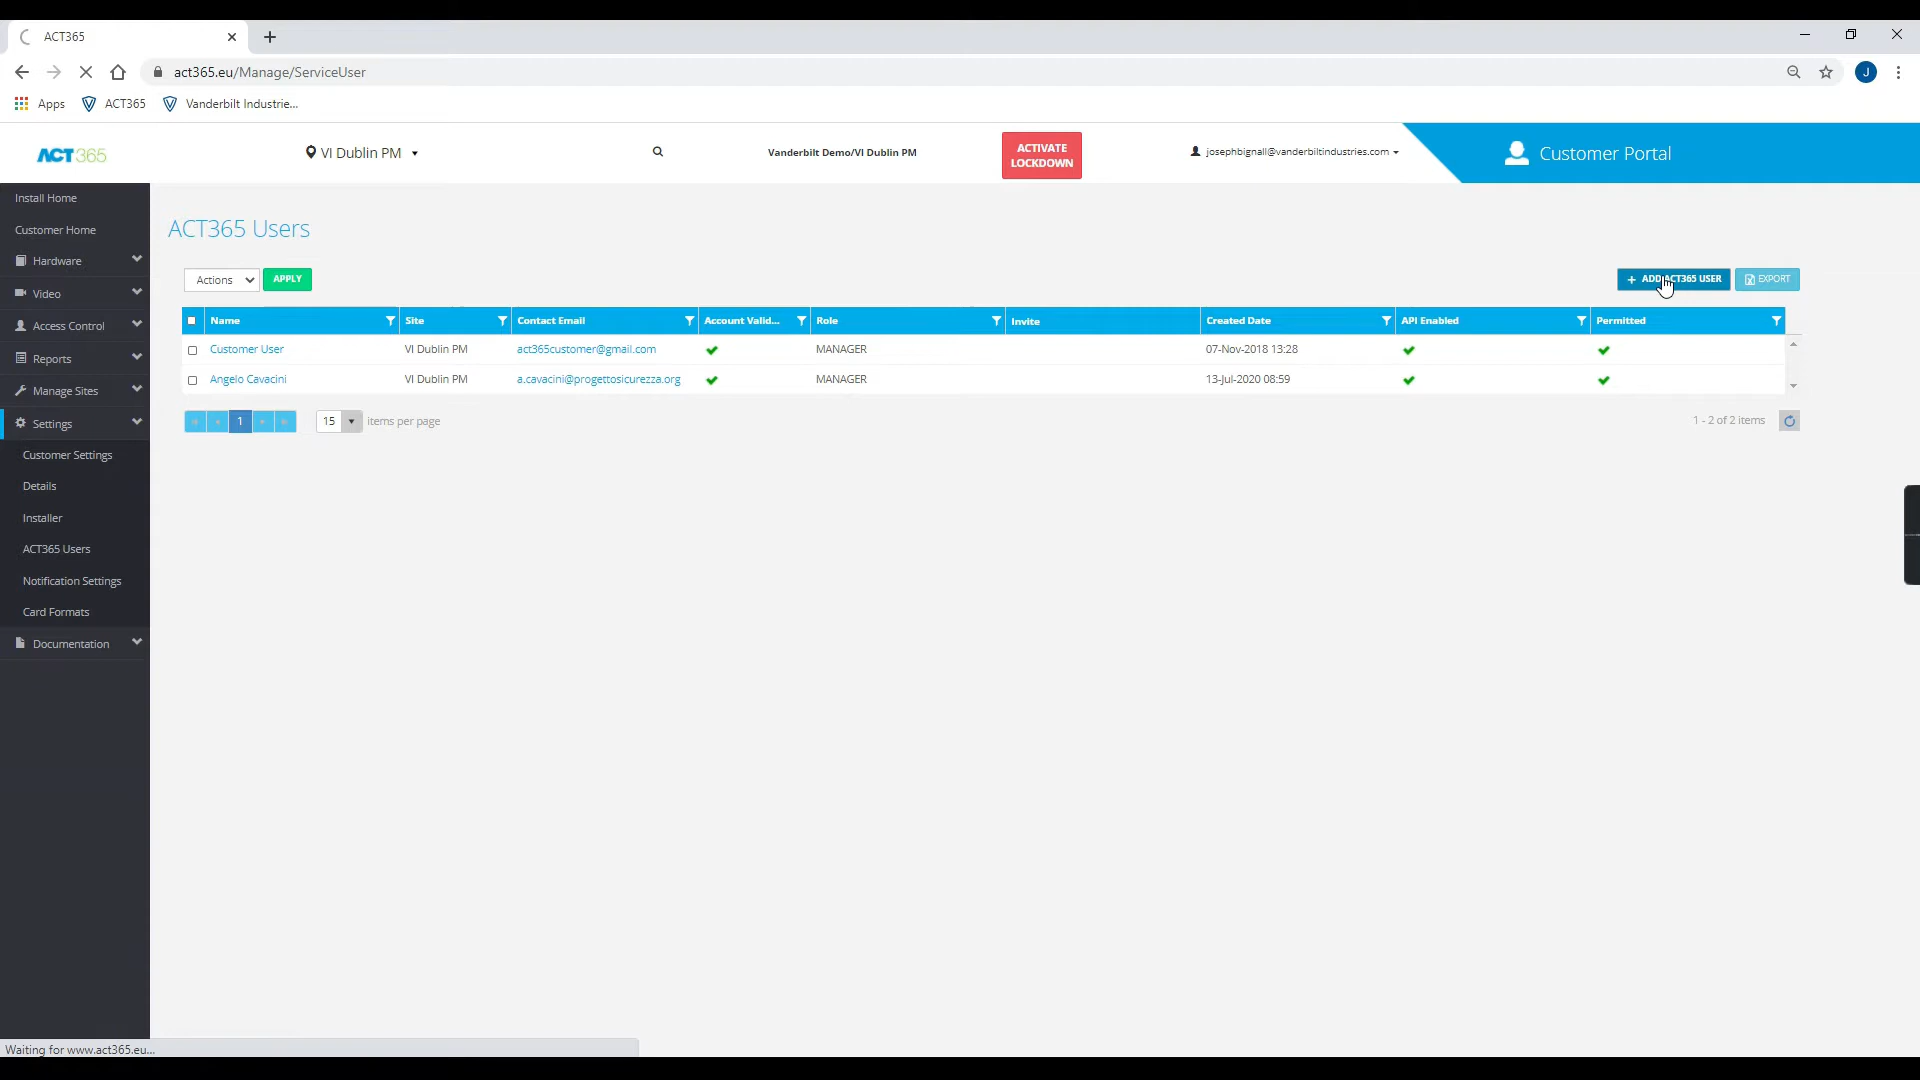 ACT365
act365.eu/Manage/ServiceUser
J
Apps
ACT365
Vanderbilt Industrie...
ACT365
VI Dublin PM
Vanderbilt Demo/VI Dublin PM
ACTIVATE
LOCKDOWN
josephbignall@vanderbiltindustries.com
Customer Portal
Install Home
Customer Home
Hardware
Video
Access Control
Reports
Manage Sites
Settings
Customer Settings
Details
Installer
ACT365 Users
Notification Settings
Card Formats
Documentation
ACT365 Users
Actions
APPLY
+ ADD ACT365 USER
EXPORT
Name Site Contact Email Account Valid... Role Invite Created Date API Enabled Permitted
Customer User VI Dublin PM act365customer@gmail.com MANAGER 07-Nov-2018 13:28
Angelo Cavacini VI Dublin PM a.cavacini@progettosicurezza.org MANAGER 13-Jul-2020 08:59
1
15
items per page
1 - 2 of 2 items
Waiting for www.act365.eu...